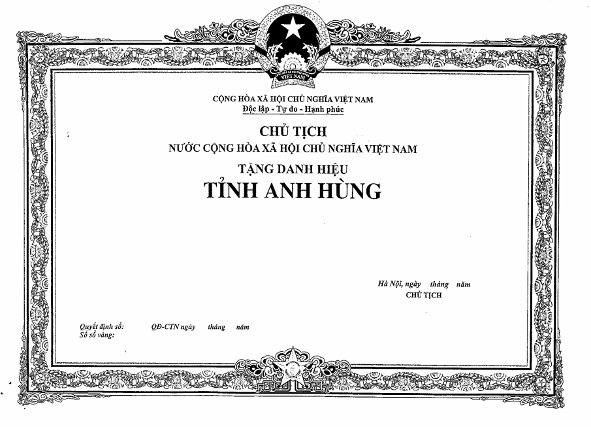 VIỆT NAM
CỘNG HÒA XÃ HỘI CHỦ NGHĨA VIỆT NAM
Độc lập - Tự do - Hạnh phúc
CHỦ TỊCH
NƯỚC CỘNG HÒA XÃ HỘI CHỦ NGHĨA VIỆT NAM
TẶNG DANH HIỆU
TỈNH ANH HÙNG
Hà Nội, ngày tháng năm
CHỦ TỊCH
Quyết định số: QĐ-CTN ngày tháng năm
Số sổ vàng: